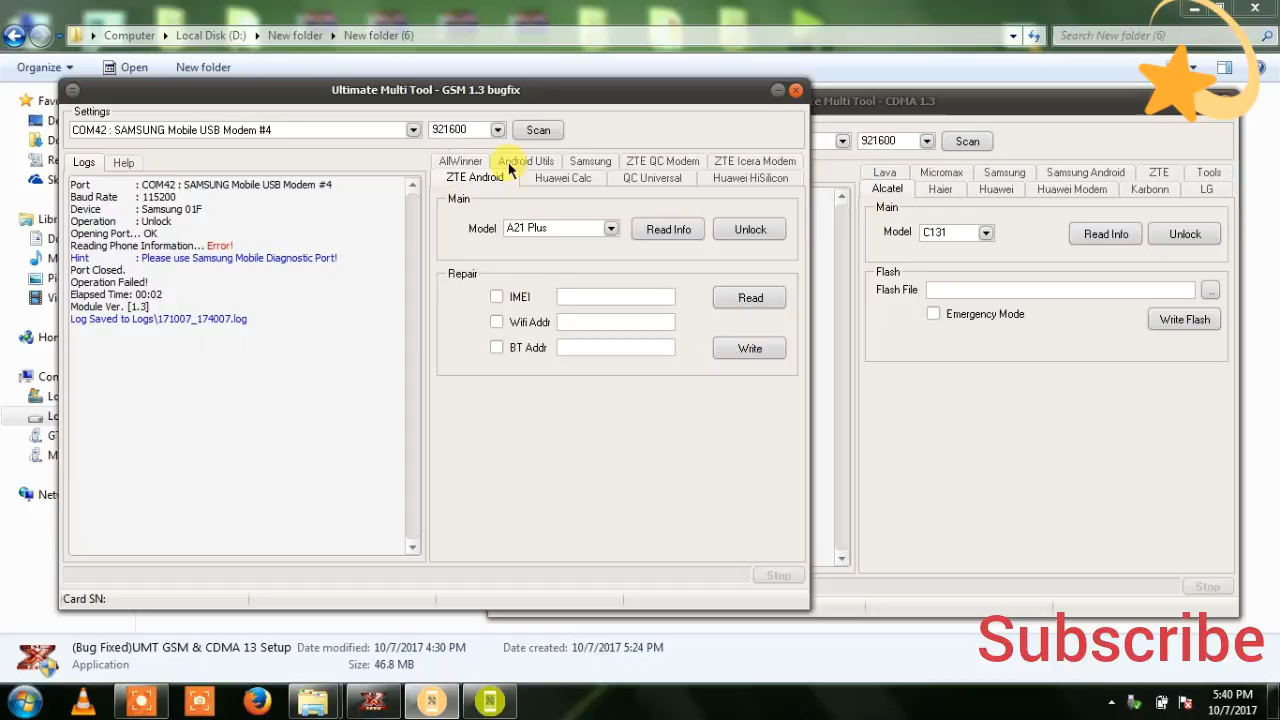 Computer
Local Disk (D:)
New folder
New folder (6)
Search New folder (6)
Organize
Open
New folder
Ultimate Multi Tool - GSM 1.3 bugfix
e Multi Tool - CDMA 1.3
Settings
COM42 : SAMSUNG Mobile USB Modem #4
921600
Scan
921600
Scan
Logs
Help
AllWinner
Android Utils
Samsung
ZTE QC Modem
ZTE Icera Modem
ZTE Android
Huawei Calc
QC Universal
Huawei HiSilicon
Lava
Micromax
Samsung
Samsung Android
ZTE
Tools
Alcatel
Haier
Huawei
Huawei Modem
Karbonn
LG
Port : COM42 : SAMSUNG Mobile USB Modem #4
Baud Rate : 115200
Device : Samsung 01F
Operation : Unlock
Opening Port... OK
Reading Phone Information... Error!
Hint : Please use Samsung Mobile Diagnostic Port!
Port Closed.
Operation Failed!
Elapsed Time: 00:02
Module Ver. [1.3]
Log Saved to Logs\171007_174007.log
Main
Model
A21 Plus
Read Info
Unlock
Repair
IMEI
Read
Wifi Addr
BT Addr
Write
Main
Model
C131
Read Info
Unlock
Flash
Flash File
..
Emergency Mode
Write Flash
Stop
Stop
Card SN:
Subscribe
(Bug Fixed)UMT GSM & CDMA 13 Setup
Date modified: 10/7/2017 4:30 PM
Date created: 10/7/2017 5:24 PM
Application
Size: 46.8 MB
5:40 PM
10/7/2017